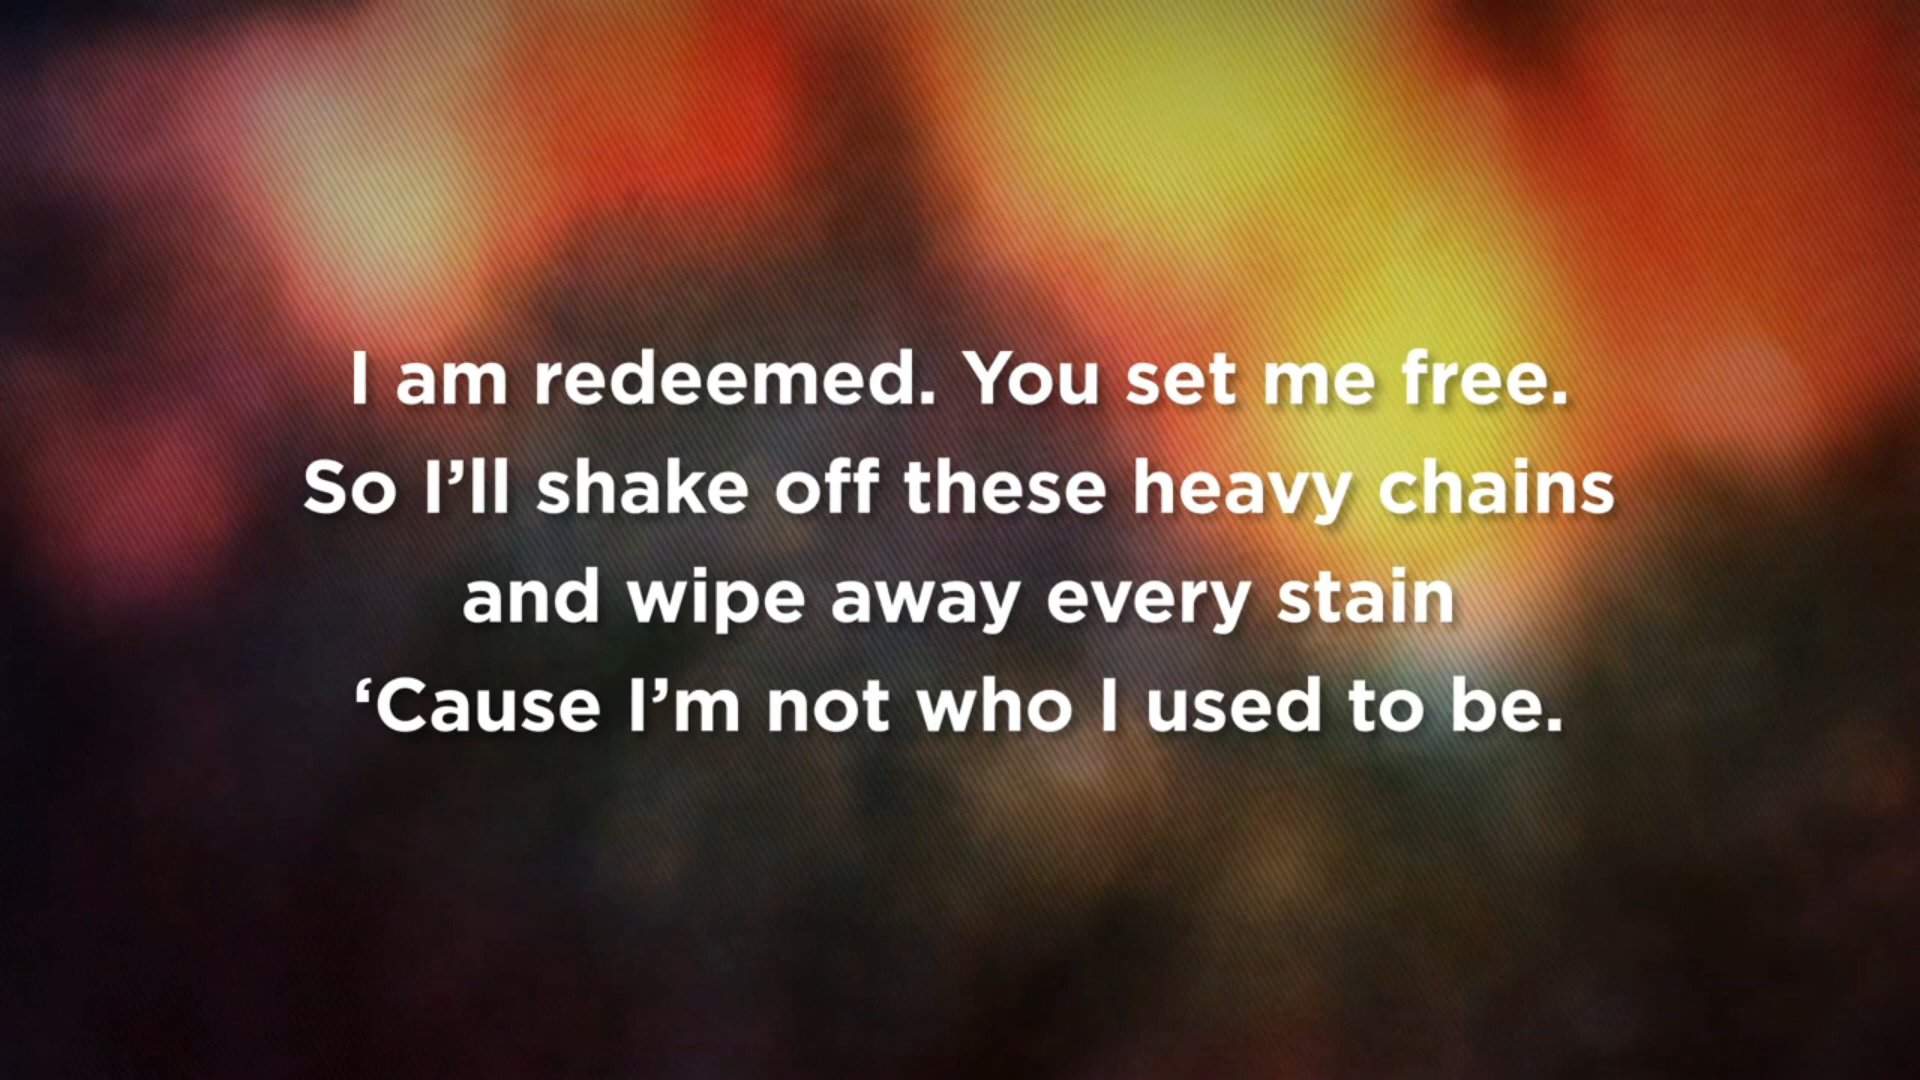 I am redeemed. You set me free.
So I’ll shake off these heavy chains
and wipe away every stain
‘Cause I’m not who I used to be.